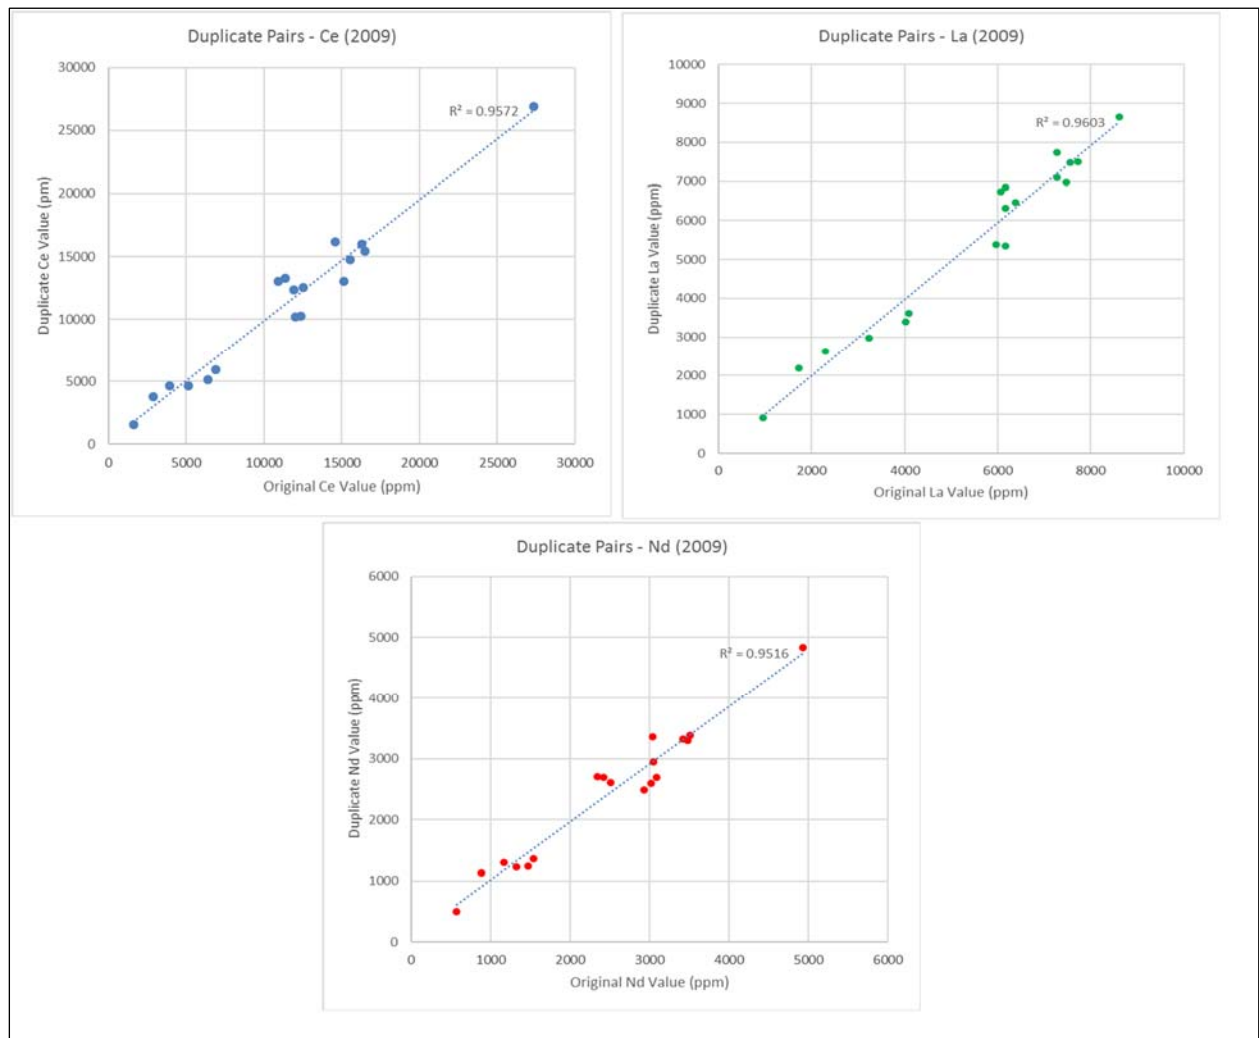 Duplicate Pairs - Ce (2009)
30000
25000
20000
15000
10000
5000
0
R² = 0.9572
Duplicate Ce Value (pm)
0 5000 10000 15000 20000 25000 30000
Original Ce Value (ppm)
Duplicate Pairs - La (2009)
10000
9000
8000
7000
6000
5000
4000
3000
2000
1000
0
R² = 0.9603
Duplicate La Value (ppm)
0 2000 4000 6000 8000 10000
Original La Value (ppm)
Duplicate Pairs - Nd (2009)
6000
5000
4000
3000
2000
1000
0
R² = 0.9516
Duplicate Nd Value (ppm)
0 1000 2000 3000 4000 5000 6000
Original Nd Value (ppm)